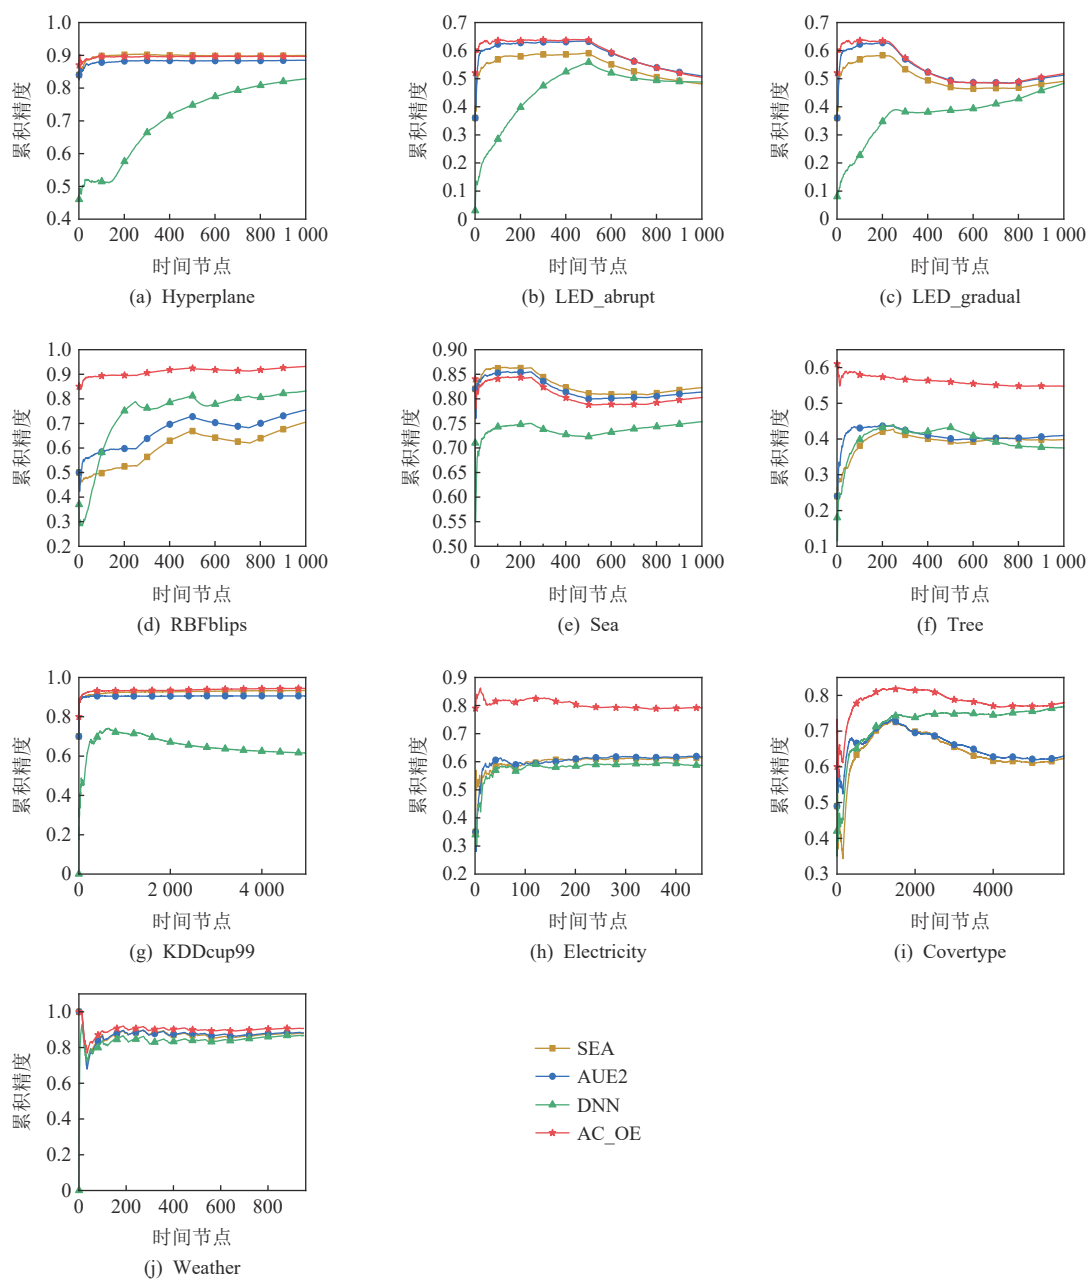 1.0
0.9
0.8
0.7
0.6
0.5
0.4
累积精度
0 200 400 600 800 1 000
时间节点
(a) Hyperplane
0.7
0.6
0.5
0.4
0.3
0.2
0.1
0
累积精度
0 200 400 600 800 1 000
时间节点
(b) LED_abrupt
0.7
0.6
0.5
0.4
0.3
0.2
0.1
0
累积精度
0 200 400 600 800 1 000
时间节点
(c) LED_gradual
1.0
0.9
0.8
0.7
0.6
0.5
0.4
0.3
0.2
累积精度
0 200 400 600 800 1 000
时间节点
(d) RBFblips
0.90
0.85
0.80
0.75
0.70
0.65
0.60
0.55
0.50
累积精度
0 200 400 600 800 1 000
时间节点
(e) Sea
0.6
0.5
0.4
0.3
0.2
0.1
累积精度
0 200 400 600 800 1 000
时间节点
(f) Tree
1.0
0.8
0.6
0.4
0.2
0
累积精度
0 2 000 4 000
时间节点
(g) KDDcup99
0.9
0.8
0.7
0.6
0.5
0.4
0.3
0.2
累积精度
0 100 200 300 400
时间节点
(h) Electricity
0.8
0.7
0.6
0.5
0.4
0.3
累积精度
0 2000 4000
时间节点
(i) Covertype
1.0
0.8
0.6
0.4
0.2
0
累积精度
0 200 400 600 800
时间节点
(j) Weather
SEA
AUE2
DNN
AC_OE